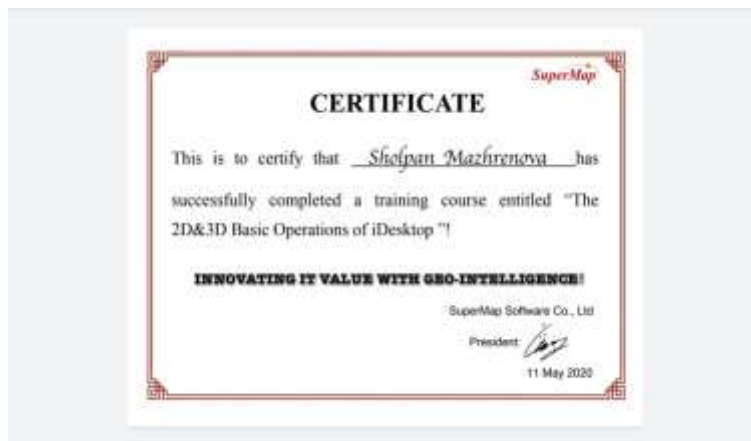 SuperMap
CERTIFICATE
This is to certify that Sholpan Mazhrenova has
successfully completed a training course entitled "The
2D&3D Basic Operations of iDesktop "!
INNOVATING IT VALUE WITH GEO-INTELLIGENCE!
SuperMap Software Co., Ltd
President:
11 May 2020